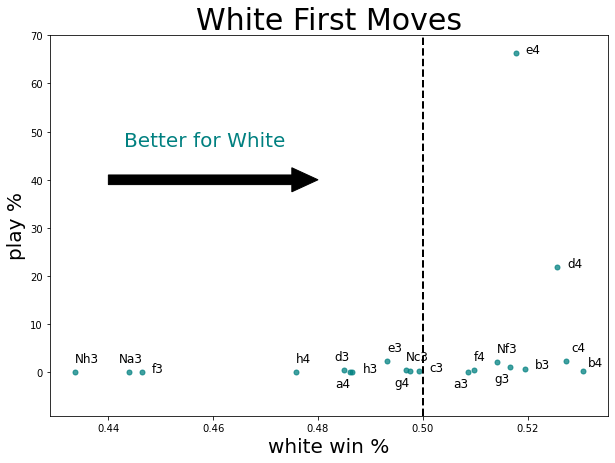 White First Moves
70
60
50
40
30
20
10
0
play %
Better for White
e4
d4
Nh3
Na3
f3
h4
d3
a4
h3
e3
Nc3
g4
c3
a3
f4
Nf3
g3
b3
c4
b4
0.44
0.46
0.48
0.50
0.52
white win %